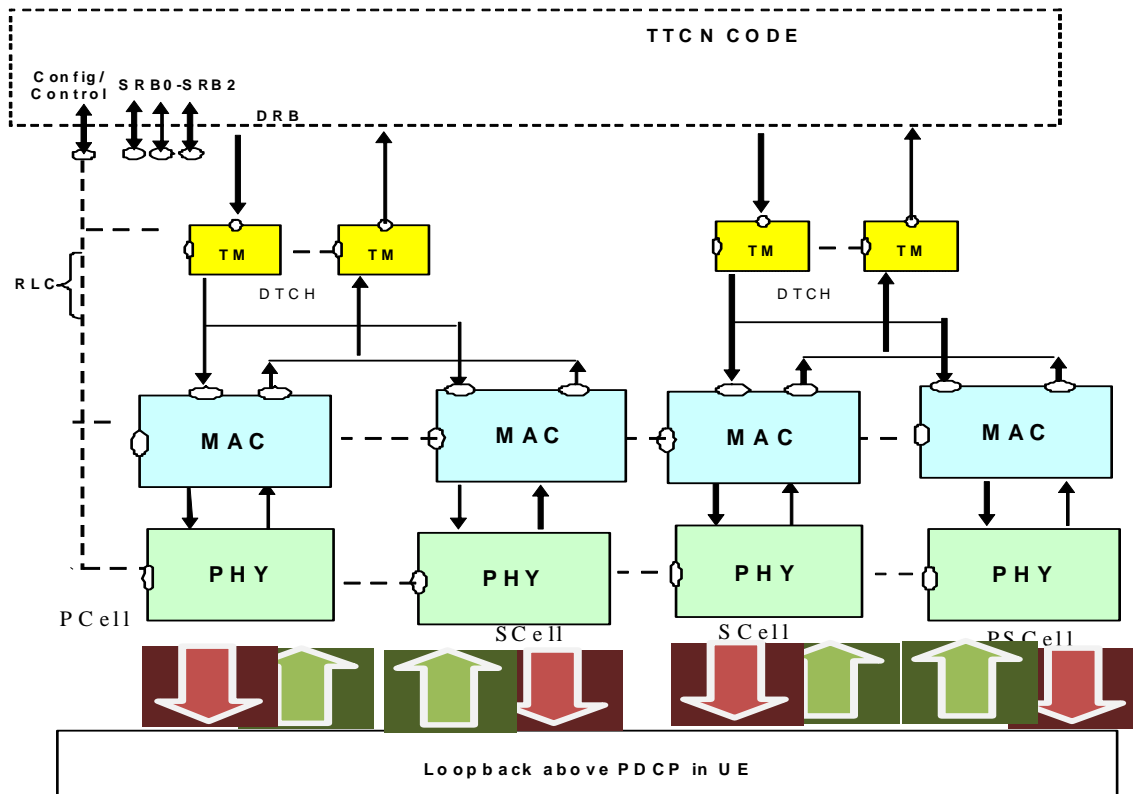 TTCN CODE
Config/
Control
SRB0-SRB2
DRB
TM
TM
TM
TM
RLC
DTCH
DTCH
MAC
MAC
MAC
MAC
PHY
PHY
PHY
PHY
PCell
SCell
SCell
PSCell
Loopback above PDCP in UE